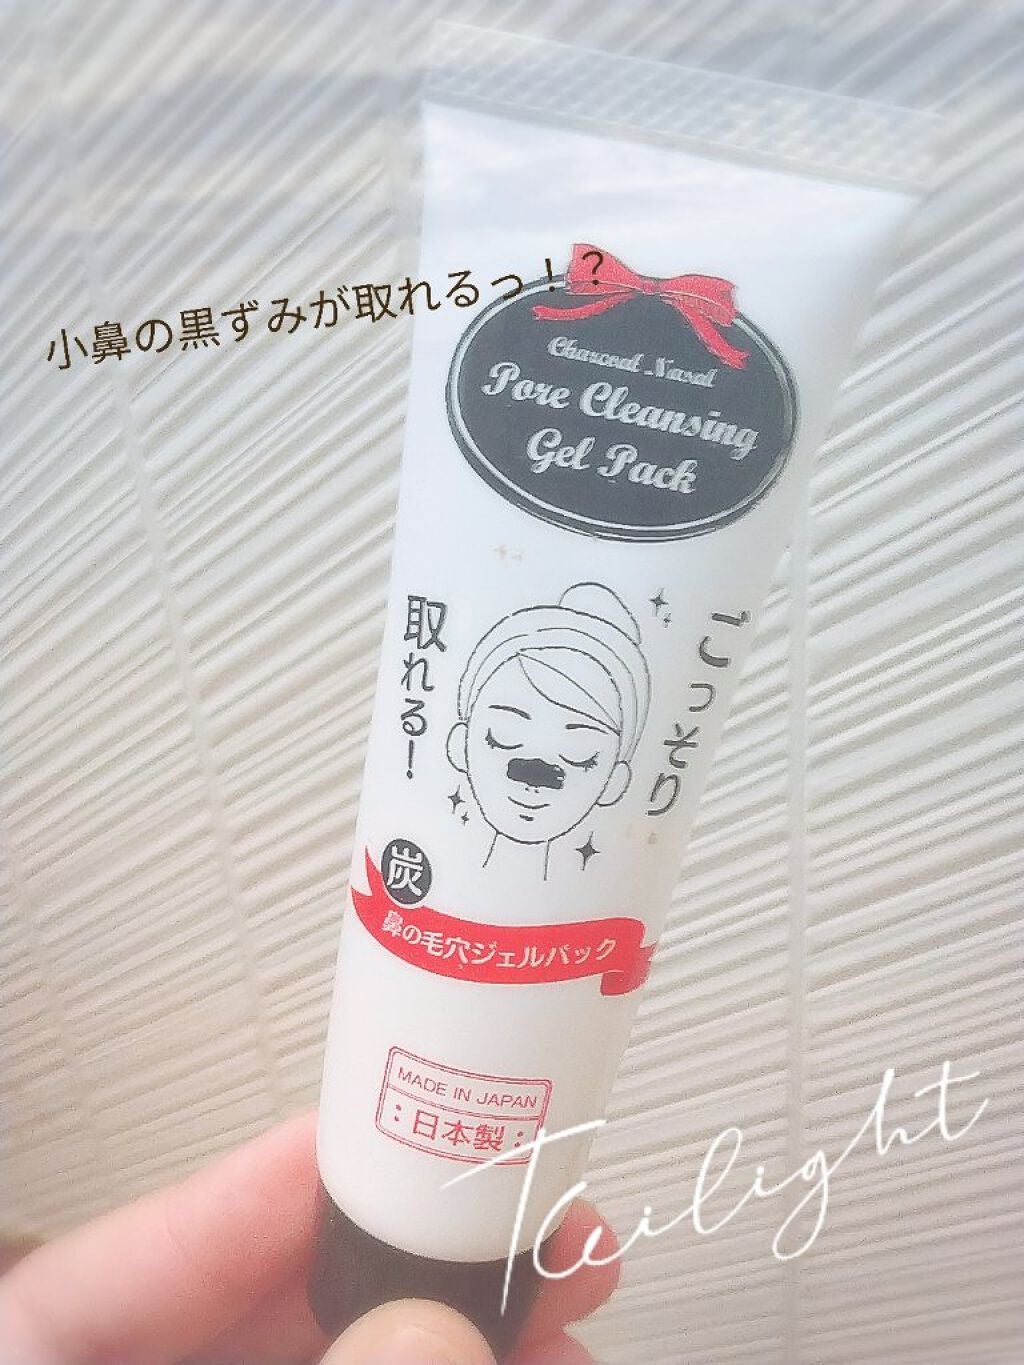 小鼻の黒ずみが取れるっ！？
Charcoal Nasal
Pore Cleansing
Gel Pack
ごっそり
取れる!
炭
鼻の毛穴ジェルパック
MADE IN JAPAN
:日本製:
Twilight